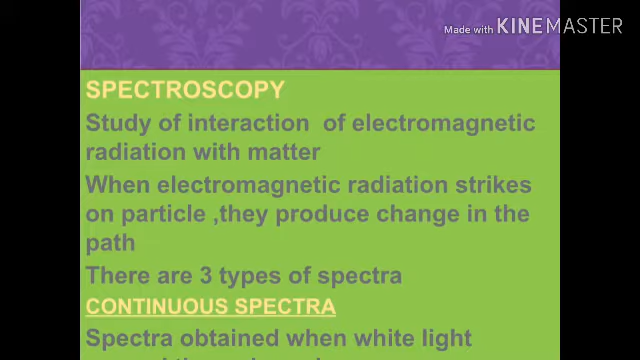 Made with KINEMASTER
SPECTROSCOPY
Study of interaction of electromagnetic
radiation with matter
When electromagnetic radiation strikes
on particle ,they produce change in the
path
There are 3 types of spectra
CONTINUOUS SPECTRA
Spectra obtained when white light